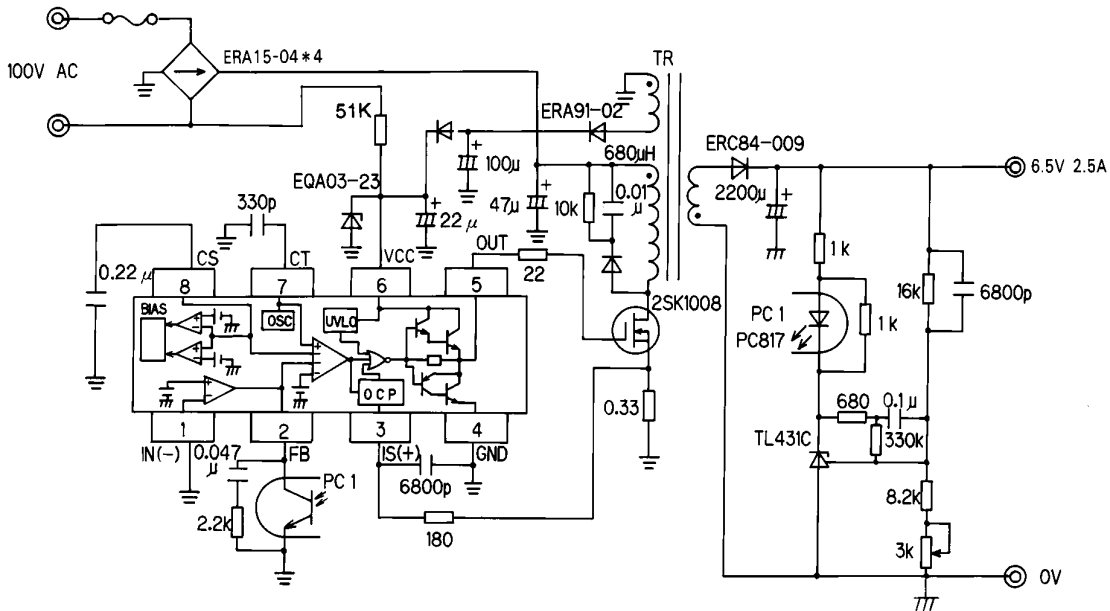 100V AC
ERA15-04*4
51K
EQA03-23
330p
0.22μ
100μ
22μ
ERA91-02
TR
680μH
47μ
10k
0.01
μ
ERC84-009
2200μ
6.5V 2.5A
1k
16k
6800p
PC1
PC817
1k
CS
CT
VCC
OUT
22
2SK1008
8
7
6
5
BIAS
OSC
UVLO
OCP
0.33
680
0.1μ
330k
TL431C
1
2
3
4
IN(-)
0.047
μ
FB
IS(+)
GND
6800p
PC1
2.2k
180
8.2k
3k
0V